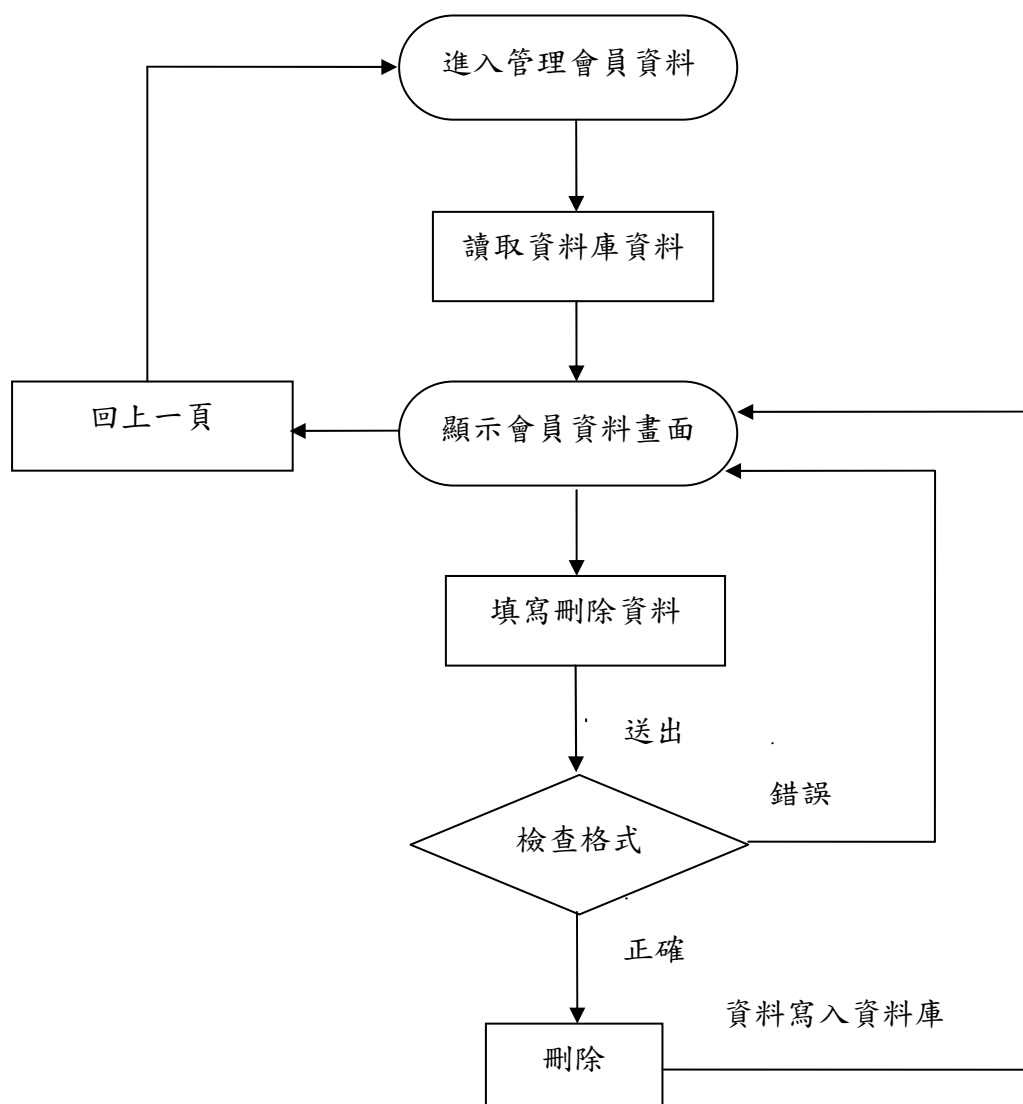 進入管理會員資料
讀取資料庫資料
回上一頁
顯示會員資料畫面
填寫刪除資料
送出
錯誤
檢查格式
正確
資料寫入資料庫
刪除